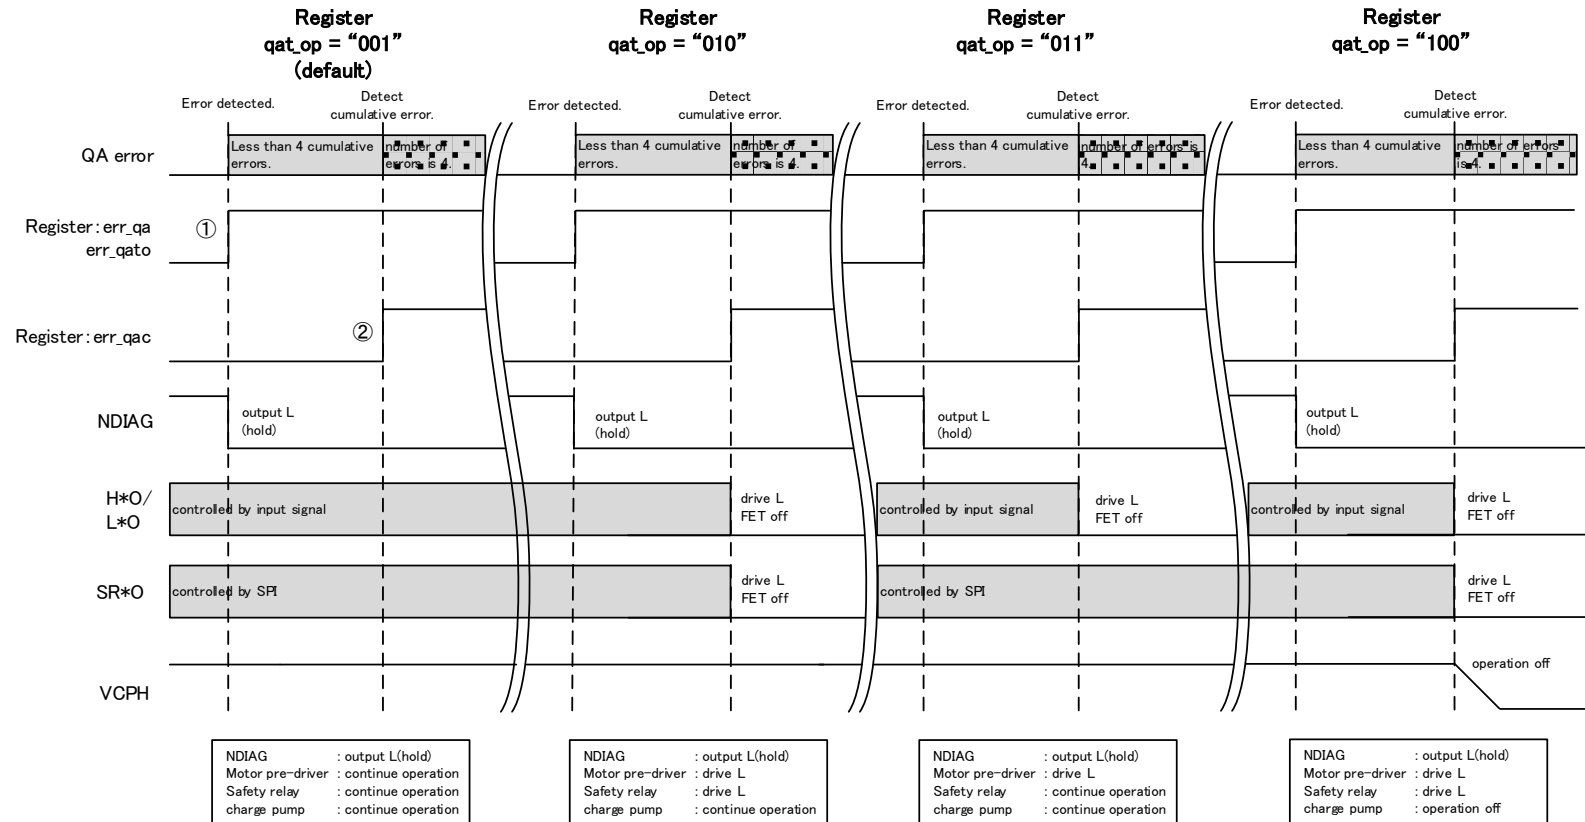 Register
qat_op = “001”
(default)
Register
qat_op = “010”
Register
qat_op = “011”
Register
qat_op = “100”
Error detected.
Detect
cumulative error.
Error detected.
Detect
cumulative error.
Error detected.
Detect
cumulative error.
Error detected.
Detect
cumulative error.
QA error
Less than 4 cumulative
errors.
number of
errors is 4.
Less than 4 cumulative
errors.
number of
errors is 4.
Less than 4 cumulative
errors.
number of errors is
4.
Less than 4 cumulative
errors.
number of errors
is 4.
Register: err_qa
err_qato
①
Register: err_qac
②
NDIAG
output L
(hold)
output L
(hold)
output L
(hold)
output L
(hold)
H*O/
L*O
controlled by input signal
drive L
FET off
controlled by input signal
drive L
FET off
controlled by input signal
drive L
FET off
SR*O
controlled by SPI
drive L
FET off
controlled by SPI
drive L
FET off
VCPH
operation off
NDIAG : output L(hold)
Motor pre-driver : continue operation
Safety relay : continue operation
charge pump : continue operation
NDIAG : output L(hold)
Motor pre-driver : drive L
Safety relay : drive L
charge pump : continue operation
NDIAG : output L(hold)
Motor pre-driver : drive L
Safety relay : continue operation
charge pump : continue operation
NDIAG : output L(hold)
Motor pre-driver : drive L
Safety relay : drive L
charge pump : operation off